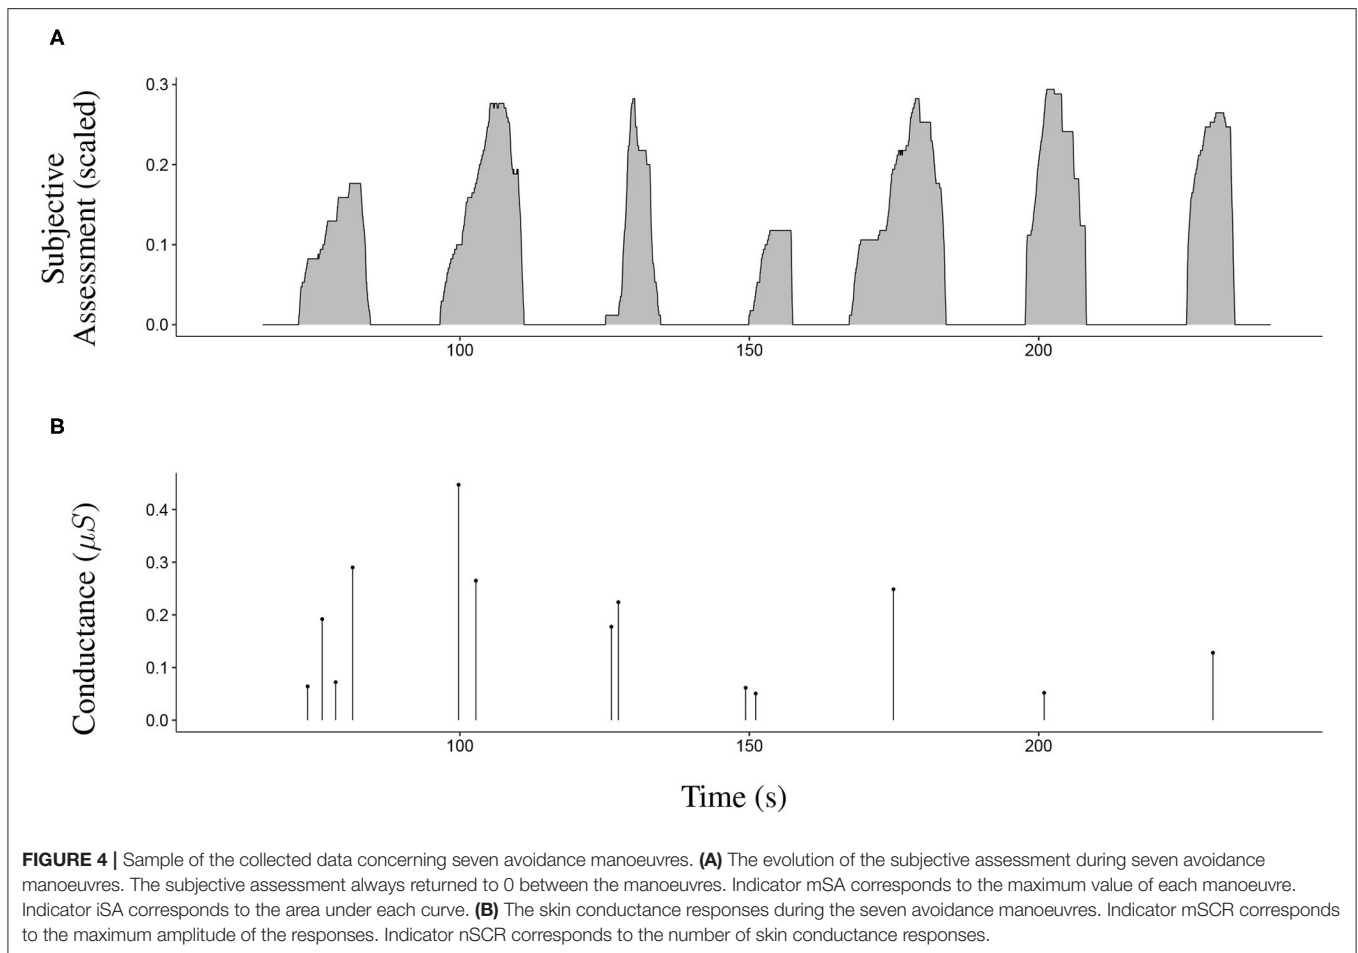 A
Subjective
Assessment (scaled)
0.3
0.2
0.1
0.0
100
150
200
B
Conductance (μS)
0.4
0.3
0.2
0.1
0.0
100
150
200
Time (s)
FIGURE 4 | Sample of the collected data concerning seven avoidance manoeuvres. (A) The evolution of the subjective assessment during seven avoidance
manoeuvres. The subjective assessment always returned to 0 between the manoeuvres. Indicator mSA corresponds to the maximum value of each manoeuvre.
Indicator iSA corresponds to the area under each curve. (B) The skin conductance responses during the seven avoidance manoeuvres. Indicator mSCR corresponds
to the maximum amplitude of the responses. Indicator nSCR corresponds to the number of skin conductance responses.